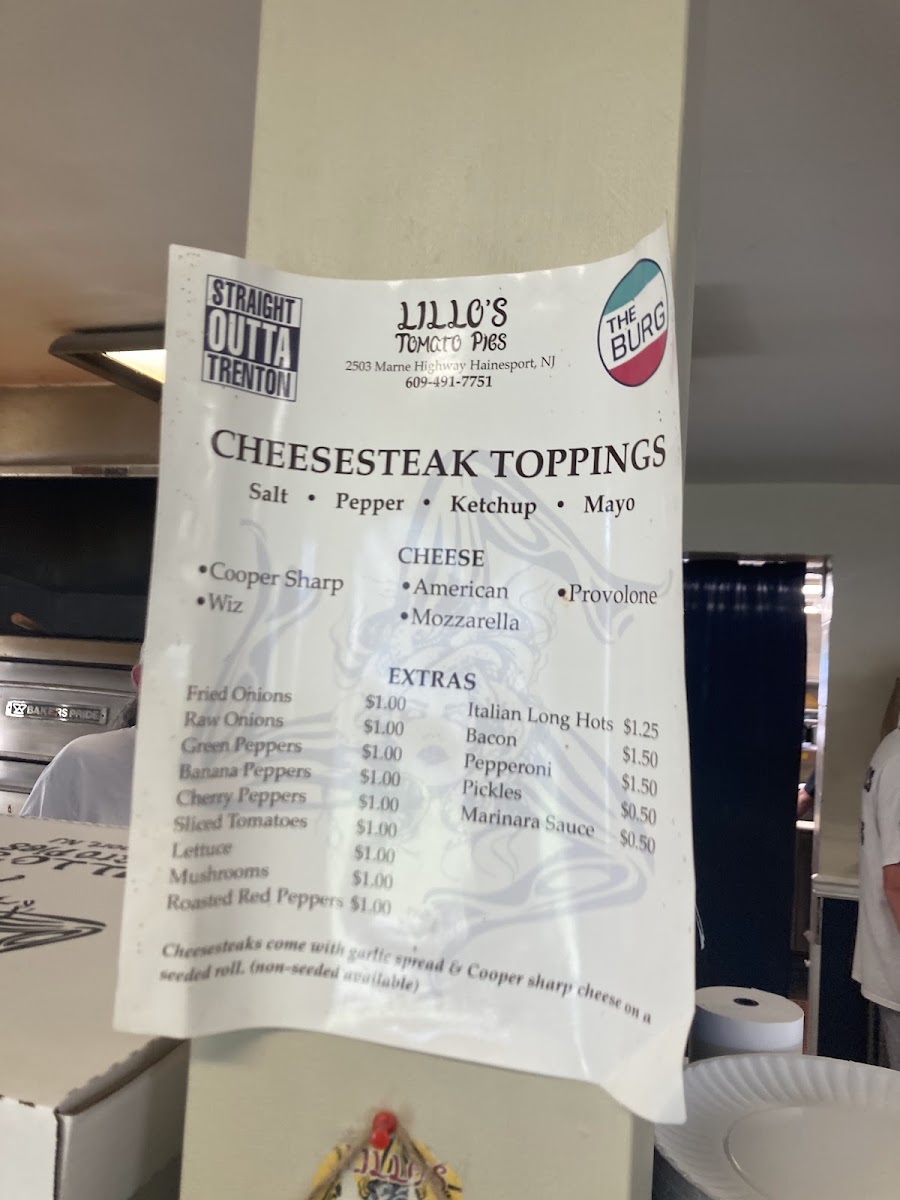 STRAIGHT
OUTTA
TRENTON
LILLO'S
TOMATO PIES
2503 Marne Highway Hainesport, NJ
609-491-7751
THE
BURG
CHEESESTEAK TOPPINGS
Salt • Pepper • Ketchup • Mayo
CHEESE
•Cooper Sharp •American •Provolone
•Wiz •Mozzarella
EXTRAS
Fried Onions $1.00
Raw Onions $1.00
Green Peppers $1.00
Banana Peppers $1.00
Cherry Peppers $1.00
Sliced Tomatoes $1.00
Lettuce $1.00
Mushrooms $1.00
Roasted Red Peppers $1.00
Italian Long Hots $1.25
Bacon $1.50
Pepperoni $1.50
Pickles $0.50
Marinara Sauce $0.50
Cheesesteaks come with garlic spread & Cooper sharp cheese on a
seeded roll. (non-seeded available)
BAKERS PRIDE
LILLO'S